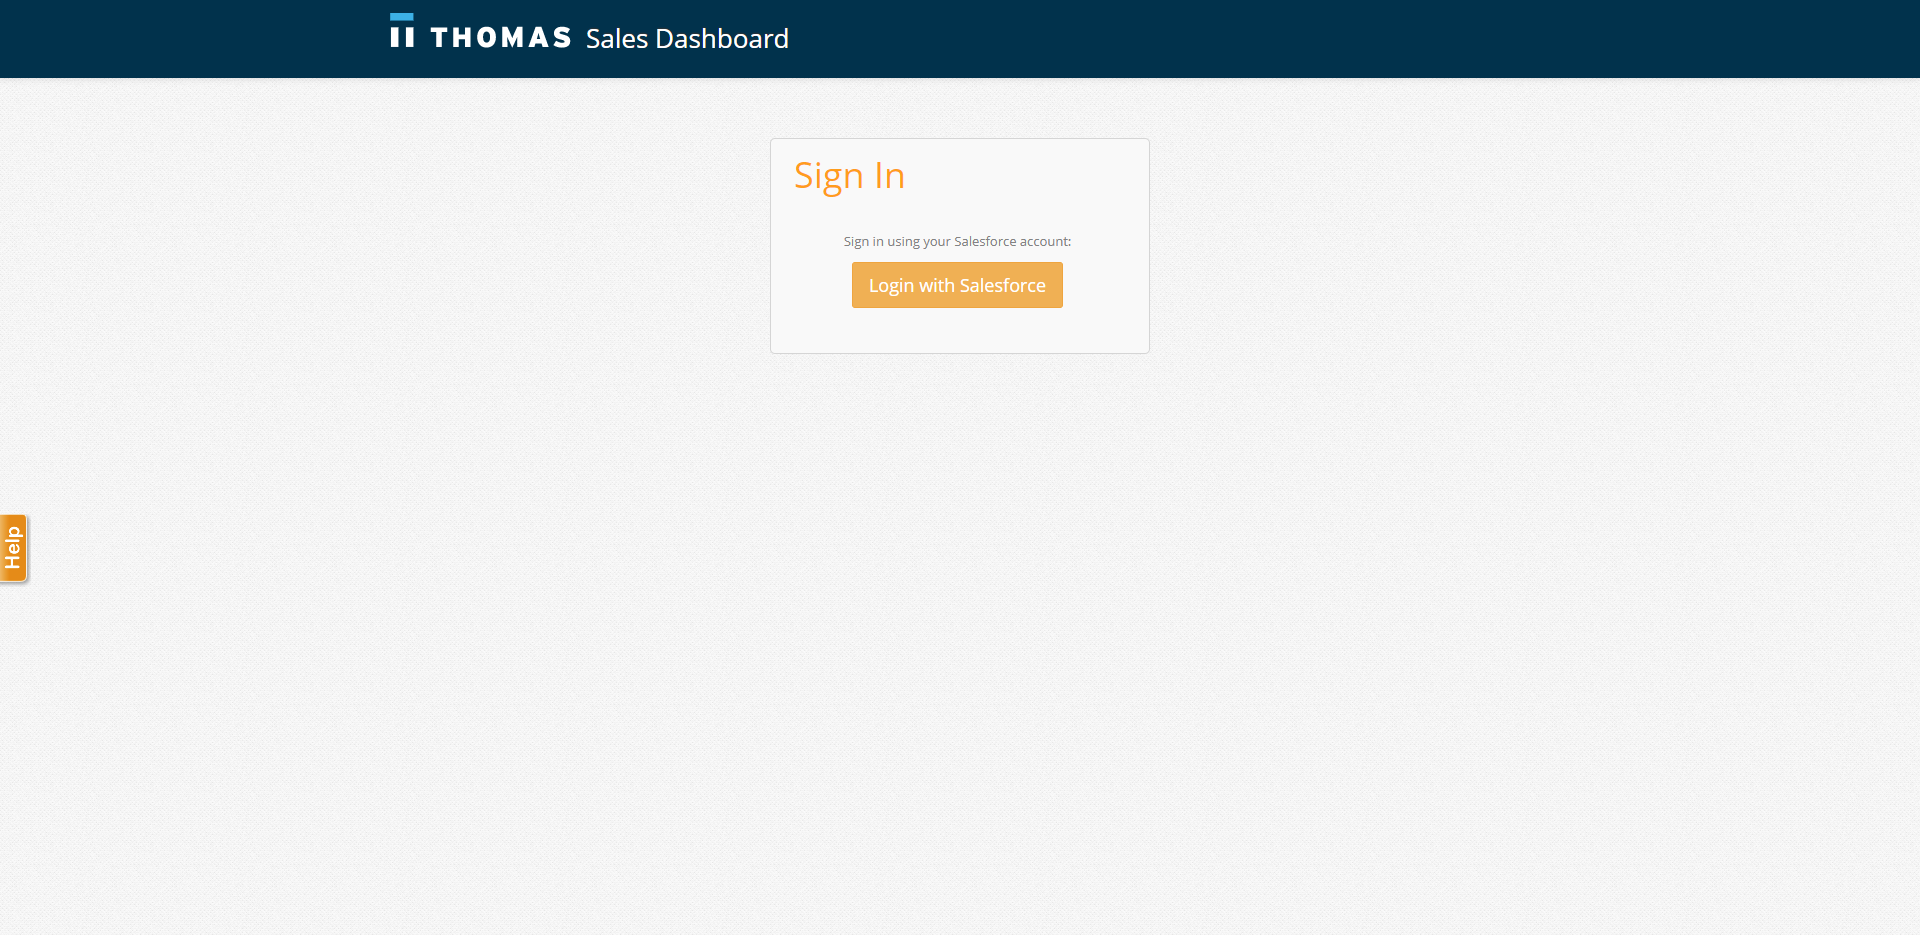 THOMAS Sales Dashboard
Sign In
Sign in using your Salesforce account:
Login with Salesforce
Help